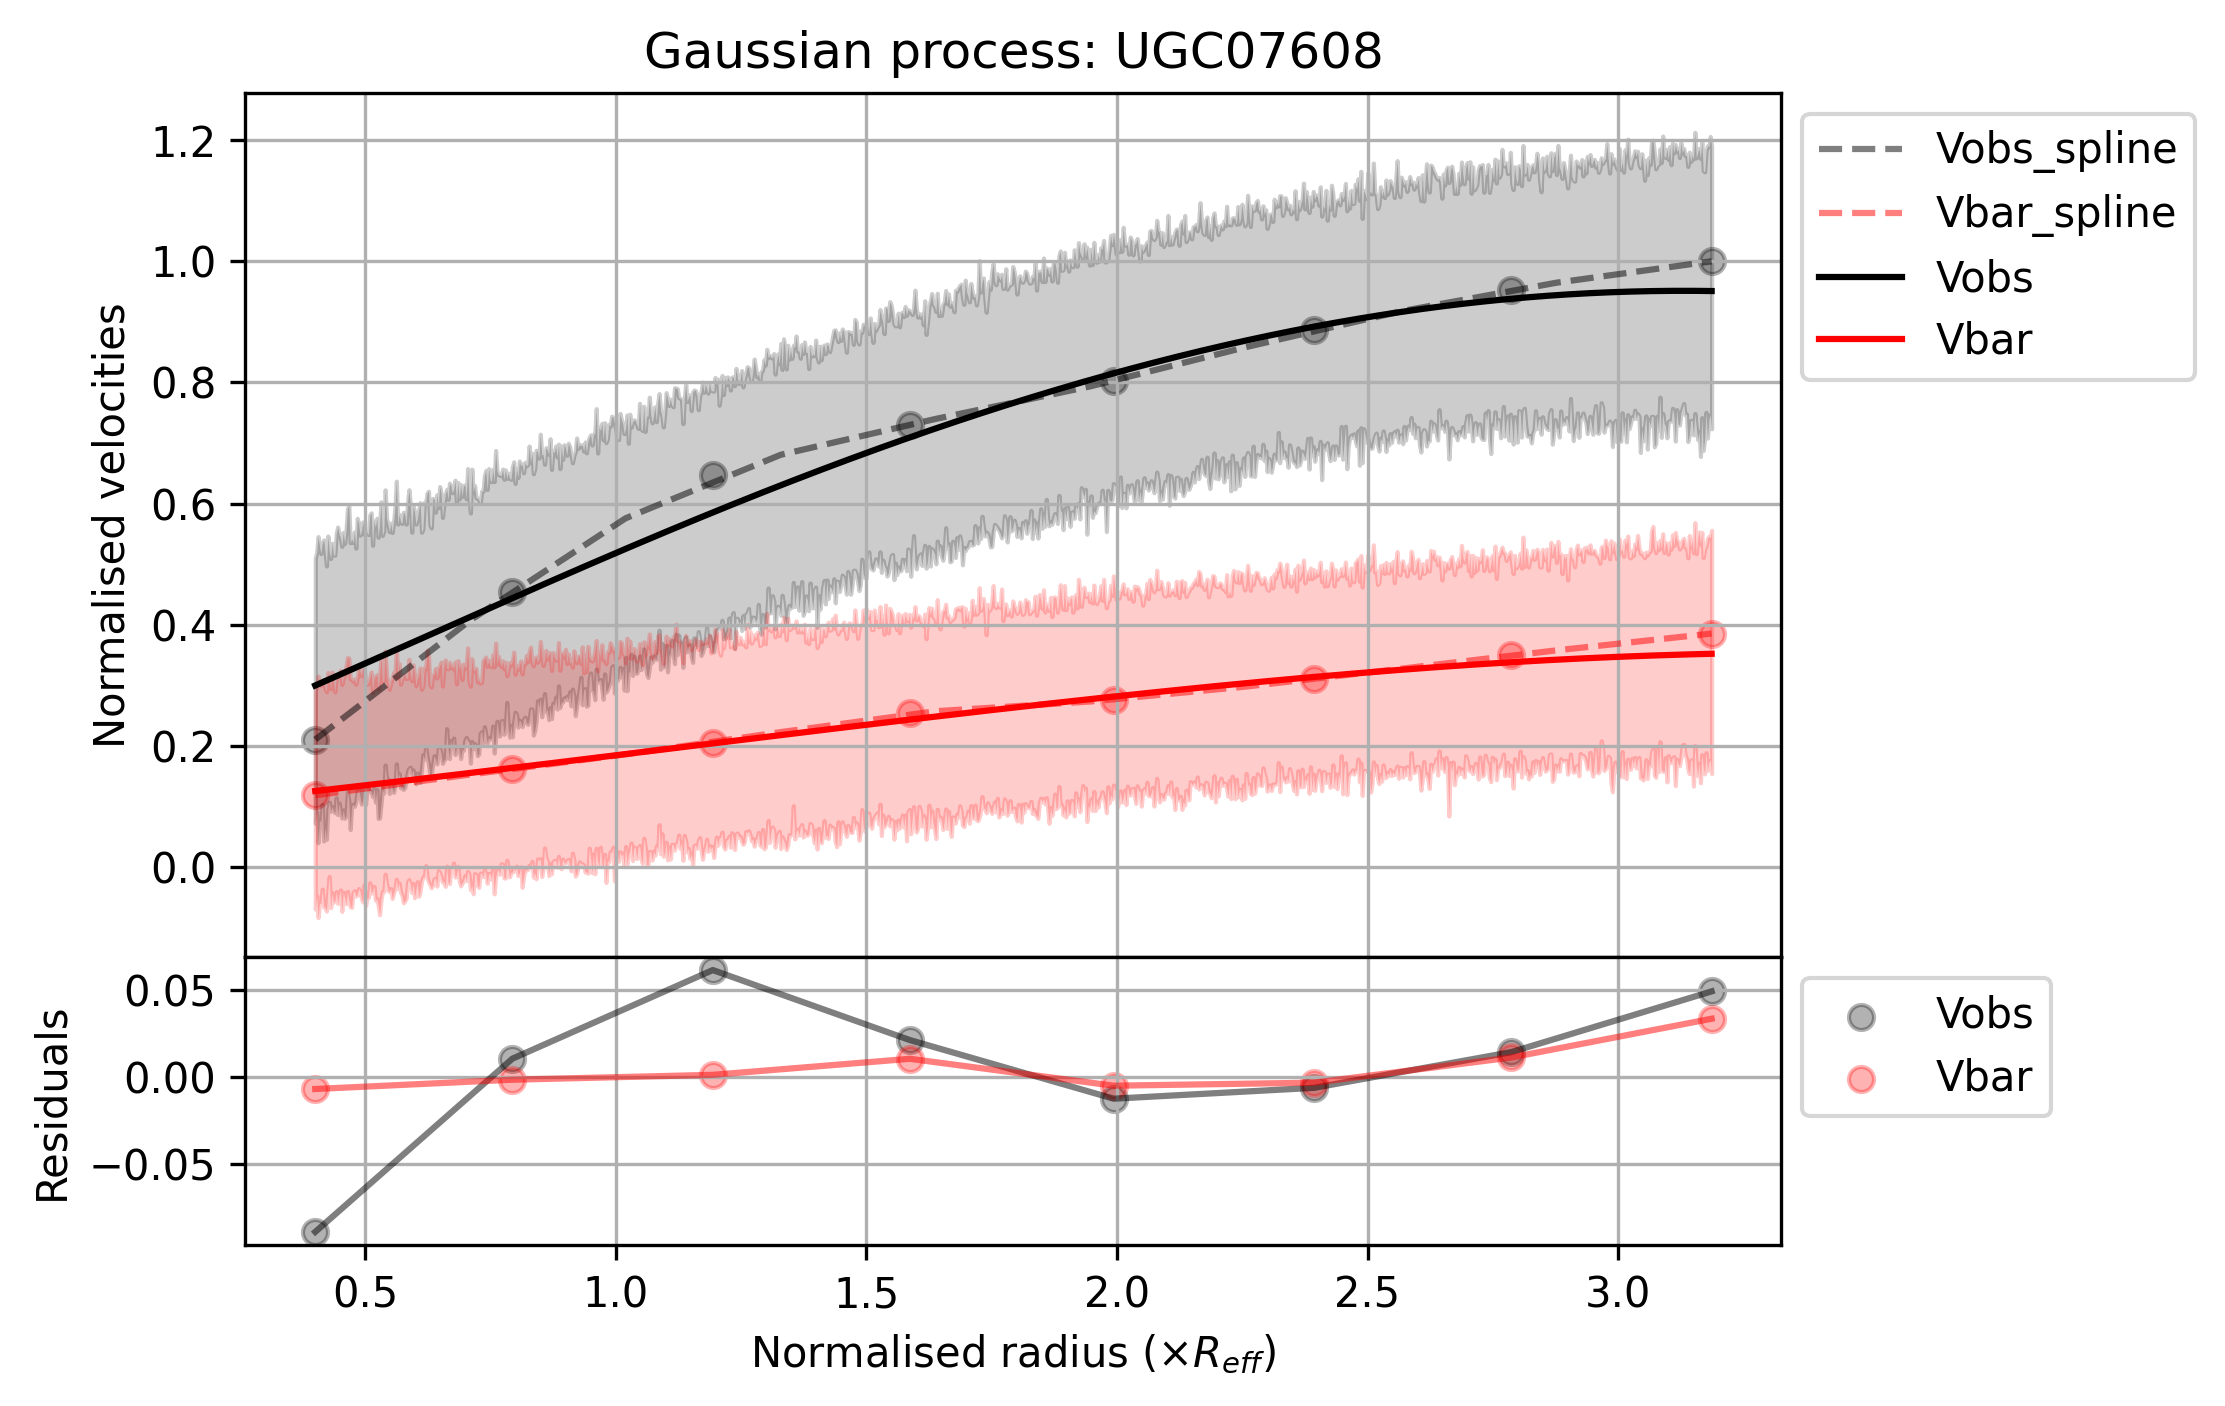 Gaussian process: UGC07608
1.2
1.0
0.8
0.6
0.4
0.2
0.0
Normalised velocities
Vobs_spline
Vbar_spline
Vobs
Vbar
0.05
0.00
−0.05
Residuals
Vobs
Vbar
0.5 1.0 1.5 2.0 2.5 3.0
Normalised radius (×R_eff)